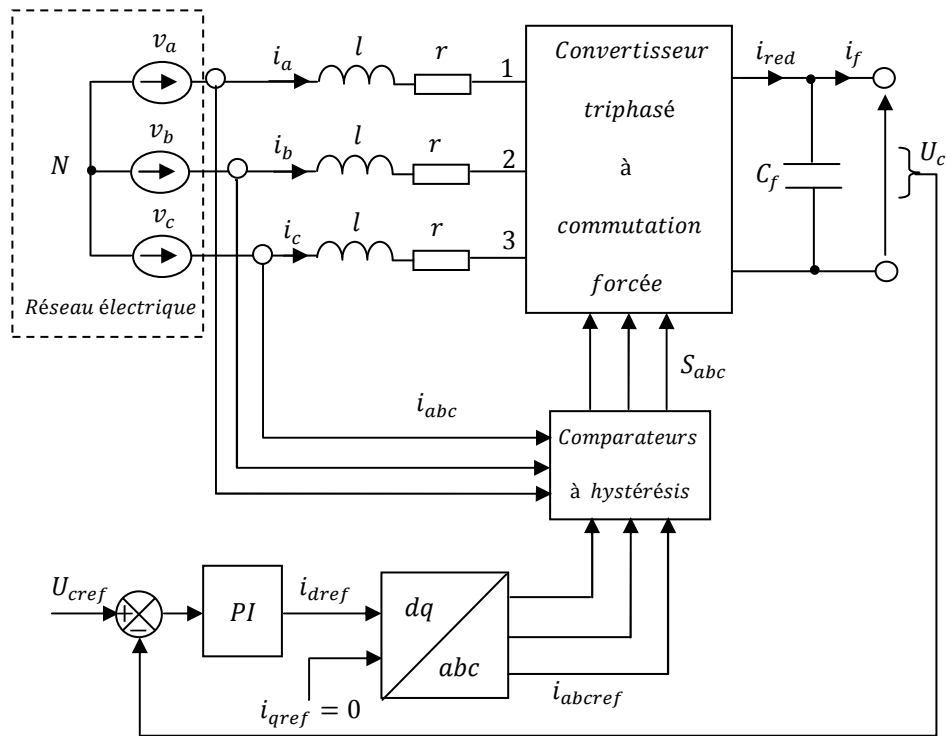 v_a
i_a
l
r
1
Convertisseur
triphasé
à
commutation
forcée
i_red
i_f
N
v_b
i_b
l
r
2
C_f
U_c
v_c
i_c
l
r
3
Réseau électrique
S_abc
i_abc
Comparateurs
à hystérésis
U_cref
+
−
PI
i_dref
dq
abc
i_qref = 0
i_abcref